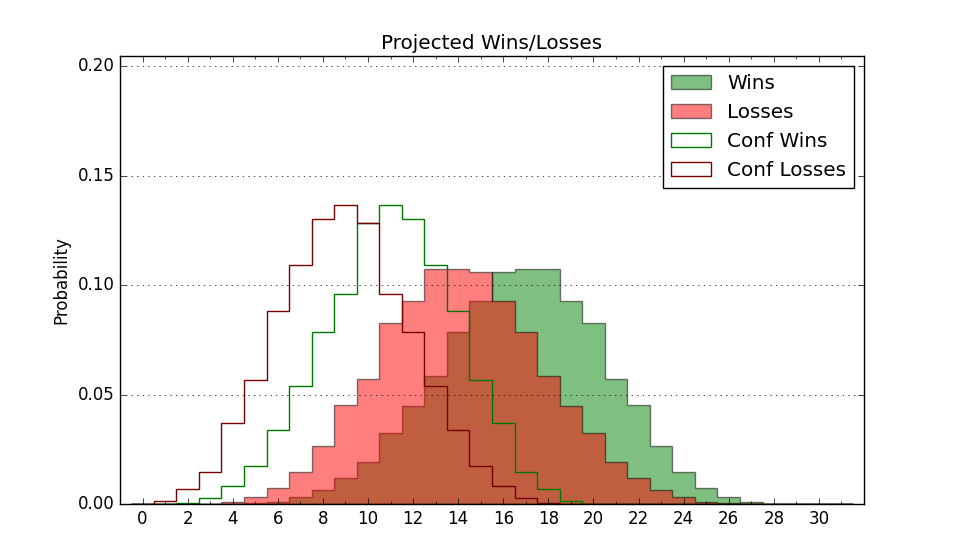 Projected Wins/Losses
Probability
0.20
0.15
0.10
0.05
0.00
Wins
Losses
Conf Wins
Conf Losses
0 2 4 6 8 10 12 14 16 18 20 22 24 26 28 30